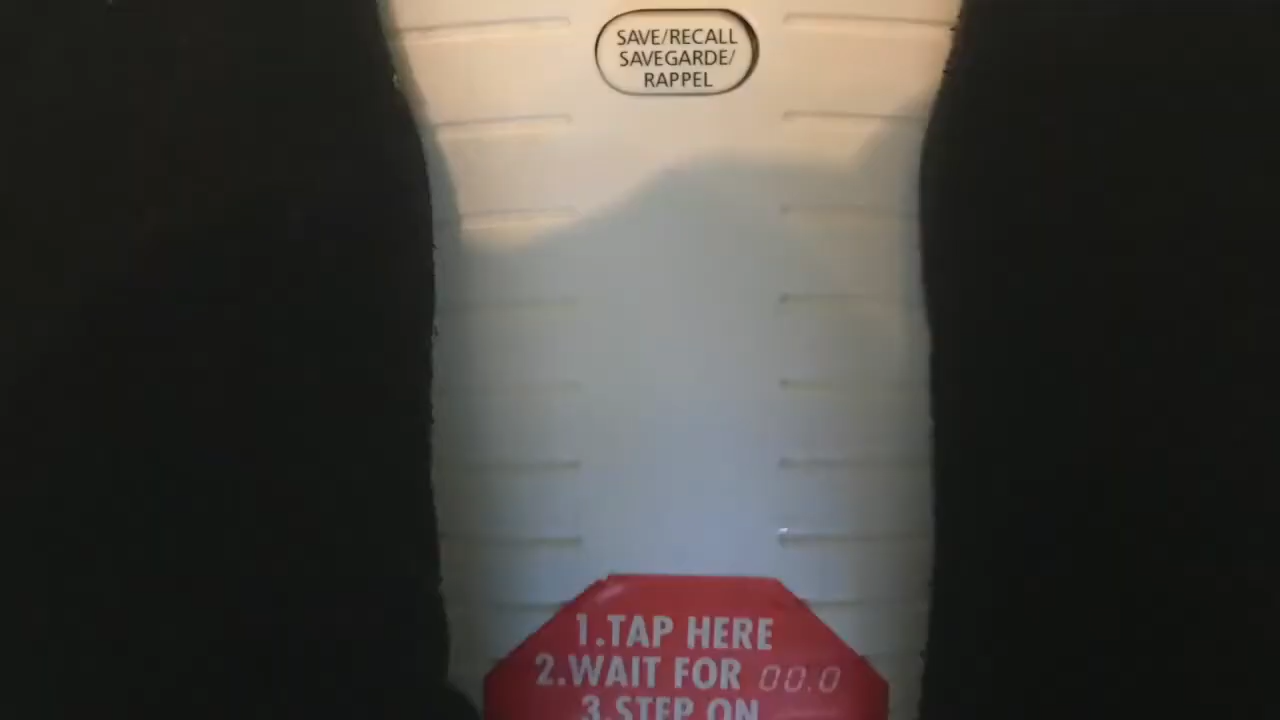 SAVE/RECALL
SAVEGARDE/
RAPPEL
1.TAP HERE
2.WAIT FOR 00.0
3.STEP ON